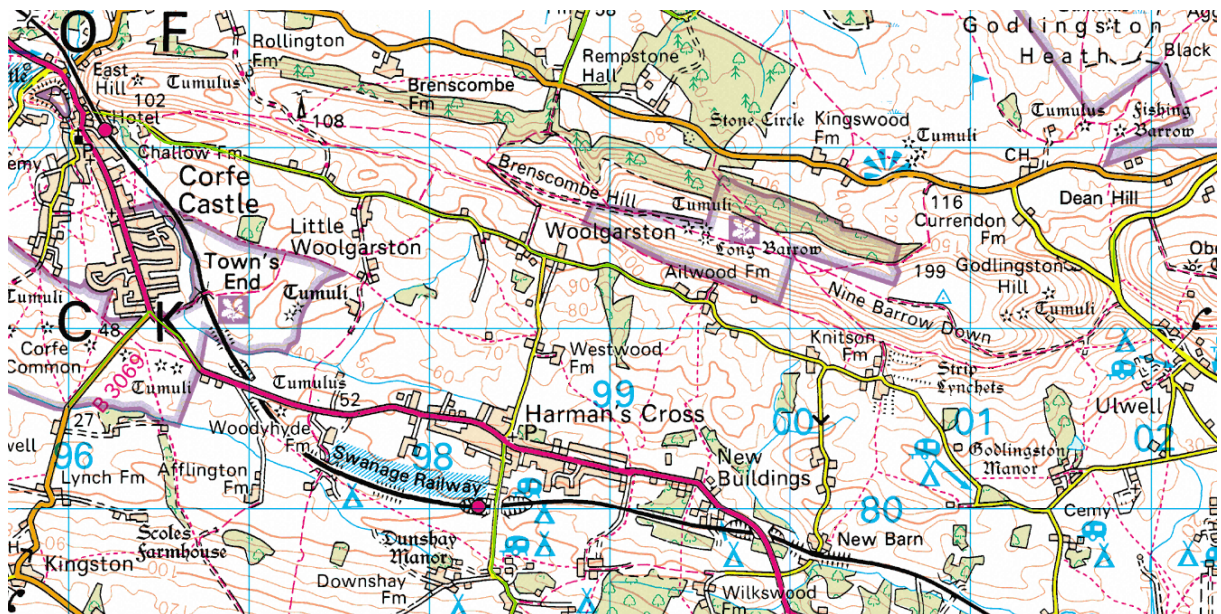 O F
Rollington
Fm
Rempstone
Hall
Godlingston
Heath
Black
East
Hill
102
Tumulus
108
Hotel
Brenscombe
Fm
80
Stone Circle
Kingswood
Fm
Tumuli
Tumulus
Fishing
Barrow
CH
Challow Fm
Corfe
Castle
Brenscombe Hill
Tumuli
116
Currendon
Fm
Dean Hill
Little
Woolgarston
Woolgarston
Long Barrow
Ailwood Fm
199
Godlingston
Hill
Tumuli
Town's
End
Tumuli
Tumuli
Nine Barrow Down
C K
48
Corfe
Common
B 3069
Tumuli
Westwood
Fm
Knitson
Fm
Strip
Lynchets
Tumulus
52
99
00
01
02
Ulwell
27
Woodyhyde
Fm
Harman's Cross
P
96
98
Lynch Fm
Afflington
Fm
Swanage Railway
New
Buildings
Godlingston
Manor
80
Cemy
Scoles
Farmhouse
Dunshay
Manor
New Barn
Kingston
Downshay
Fm
Wilkswood
Fm